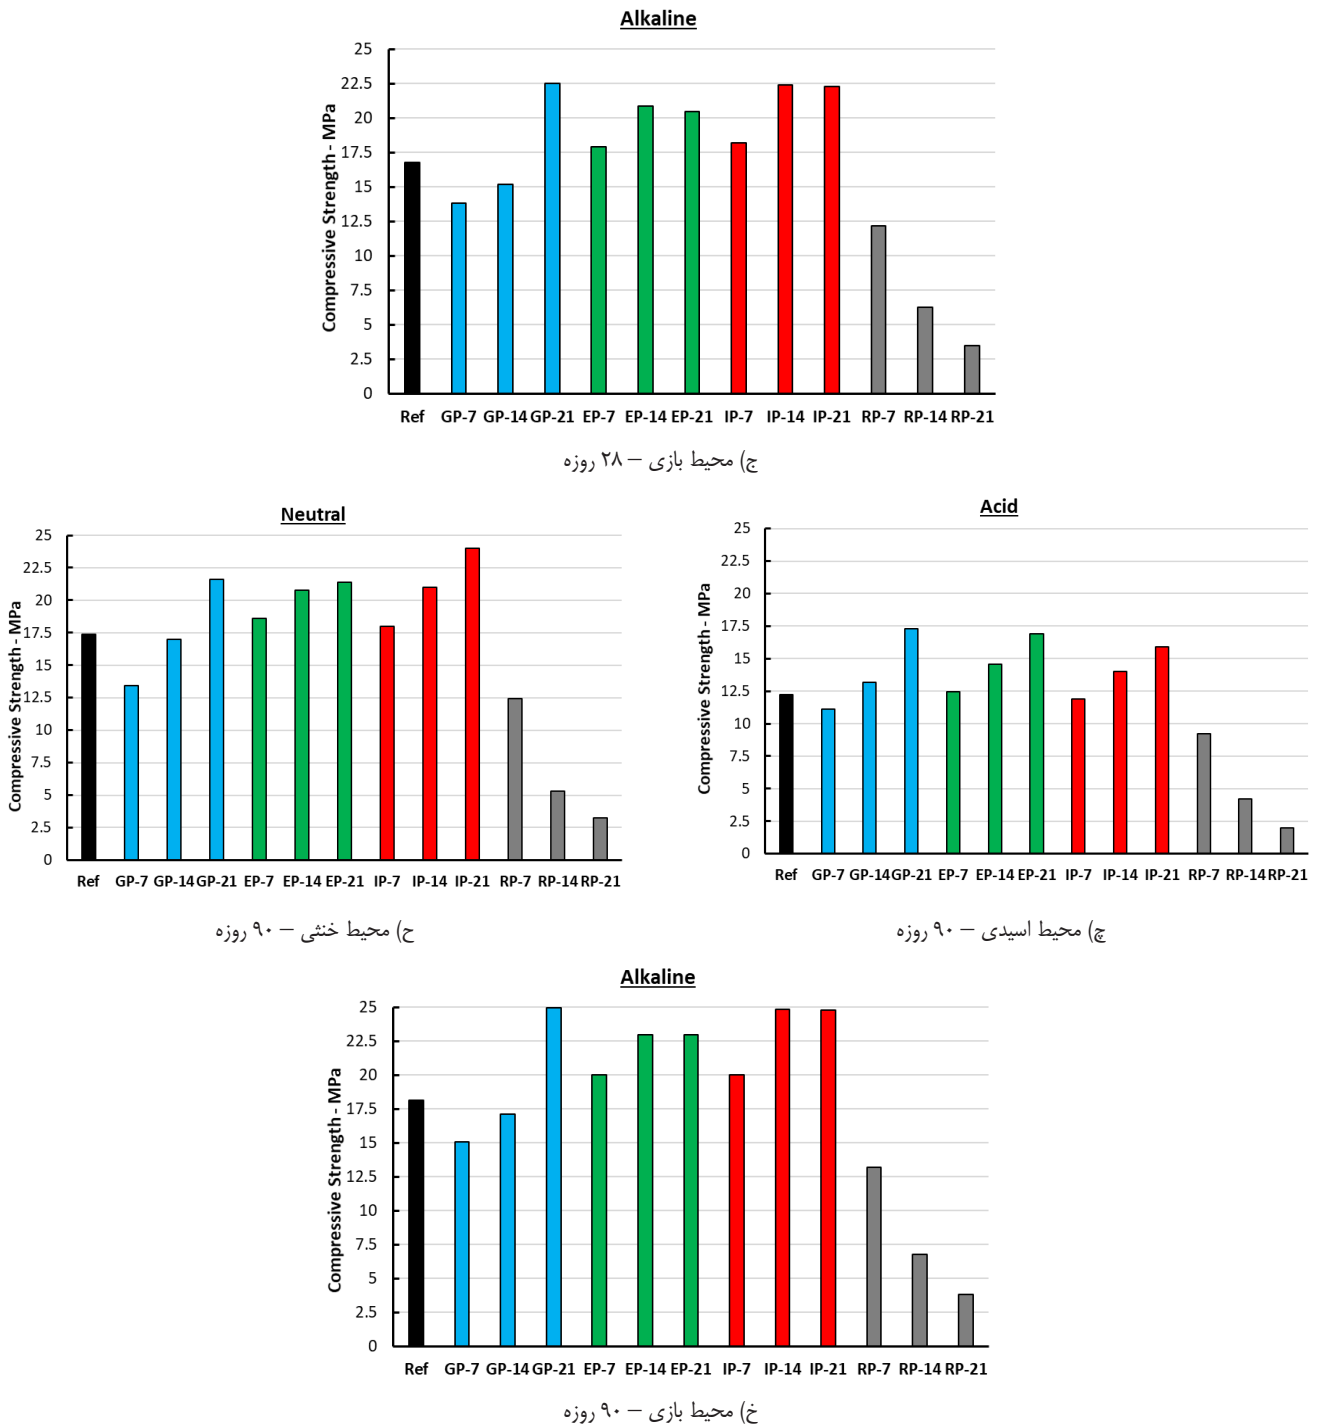 Alkaline
Compressive Strength - MPa
25
22.5
20
17.5
15
12.5
10
7.5
5
2.5
0
Ref GP-7 GP-14 GP-21 EP-7 EP-14 EP-21 IP-7 IP-14 IP-21 RP-7 RP-14 RP-21
ج) محیط بازی – ۲۸ روزه
Neutral
Compressive Strength - MPa
25
22.5
20
17.5
15
12.5
10
7.5
5
2.5
0
Ref GP-7 GP-14 GP-21 EP-7 EP-14 EP-21 IP-7 IP-14 IP-21 RP-7 RP-14 RP-21
ح) محیط خنثی – ۹۰ روزه
Acid
Compressive Strength - MPa
25
22.5
20
17.5
15
12.5
10
7.5
5
2.5
0
Ref GP-7 GP-14 GP-21 EP-7 EP-14 EP-21 IP-7 IP-14 IP-21 RP-7 RP-14 RP-21
چ) محیط اسیدی – ۹۰ روزه
Alkaline
Compressive Strength - MPa
25
22.5
20
17.5
15
12.5
10
7.5
5
2.5
0
Ref GP-7 GP-14 GP-21 EP-7 EP-14 EP-21 IP-7 IP-14 IP-21 RP-7 RP-14 RP-21
خ) محیط بازی – ۹۰ روزه